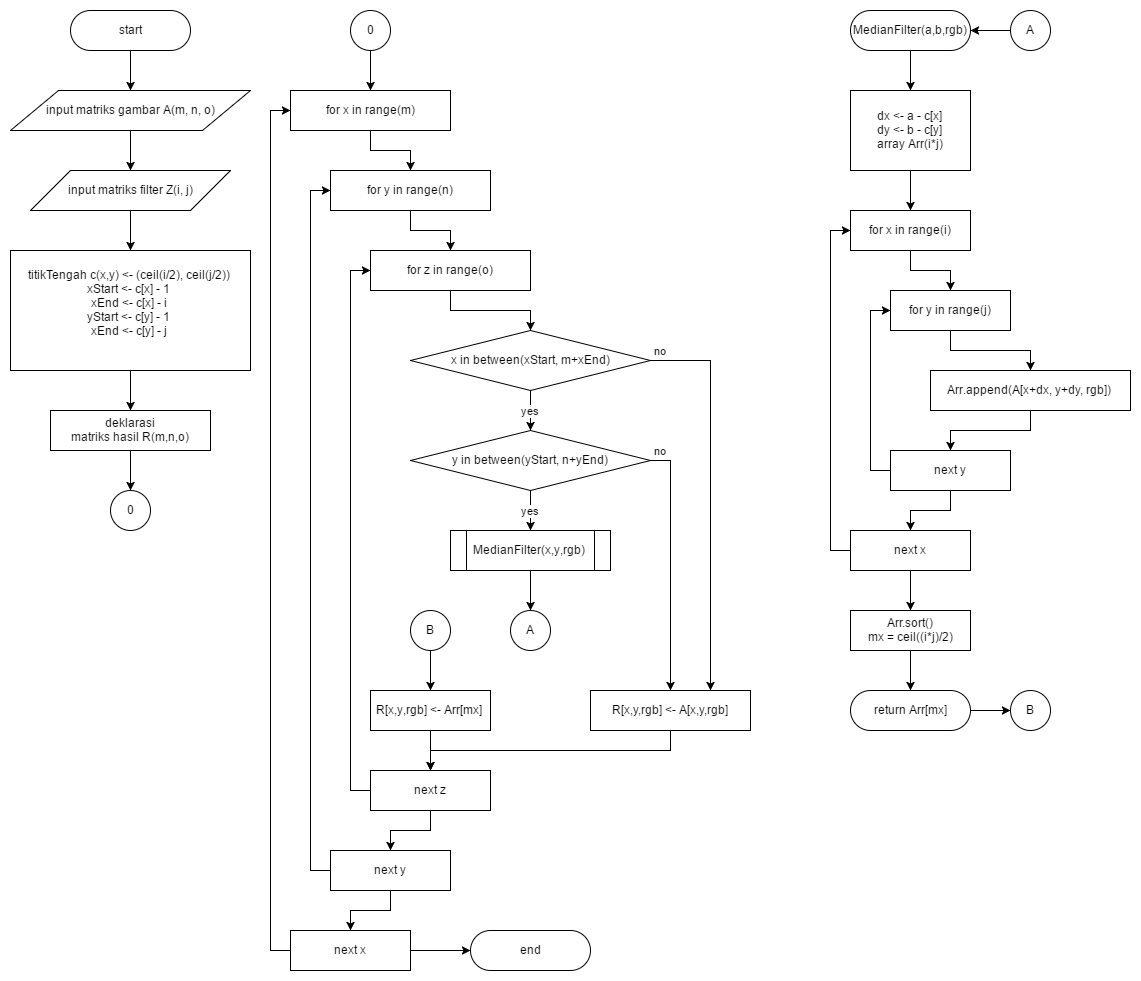 start
input matriks gambar A(m, n, o)
input matriks filter Z(i, j)
titikTengah c(x,y) <- (ceil(i/2), ceil(j/2))
xStart <- c[x] - 1
xEnd <- c[x] - i
yStart <- c[y] - 1
xEnd <- c[y] - j
deklarasi
matriks hasil R(m,n,o)
0
0
for x in range(m)
for y in range(n)
for z in range(o)
x in between(xStart, m+xEnd)
no
yes
y in between(yStart, n+yEnd)
no
yes
MedianFilter(x,y,rgb)
B
A
R[x,y,rgb] <- Arr[mx]
R[x,y,rgb] <- A[x,y,rgb]
next z
next y
next x
end
MedianFilter(a,b,rgb)
A
dx <- a - c[x]
dy <- b - c[y]
array Arr(i*j)
for x in range(i)
for y in range(j)
Arr.append(A[x+dx, y+dy, rgb])
next y
next x
Arr.sort()
mx = ceil((i*j)/2)
return Arr[mx]
B